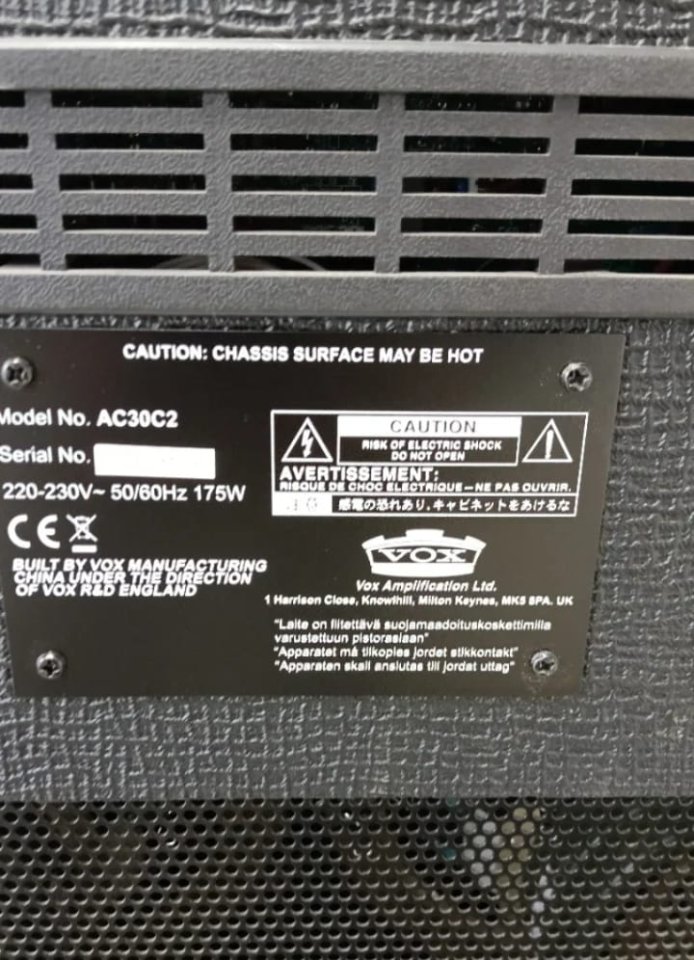 CAUTION: CHASSIS SURFACE MAY BE HOT
Model No. AC30C2
Serial No.
220-230V~ 50/60Hz 175W
CE
BUILT BY VOX MANUFACTURING
CHINA UNDER THE DIRECTION
OF VOX R&D ENGLAND
CAUTION
RISK OF ELECTRIC SHOCK
DO NOT OPEN
AVERTISSEMENT:
RISQUE DE CHOC ELECTRIQUE—NE PAS OUVRIR.
感電の恐れあり、キャビネットをあけるな
VOX
Vox Amplification Ltd.
1 Harrison Close, Knowlhill, Milton Keynes, MK5 8PA. UK
"Laite on liitettävä suojamaadoituskoskettimilla
varustettuun pistorasiaan"
"Apparatet må tilkoples jordet stikkontakt"
"Apparaten skall anslutas till jordat uttag"